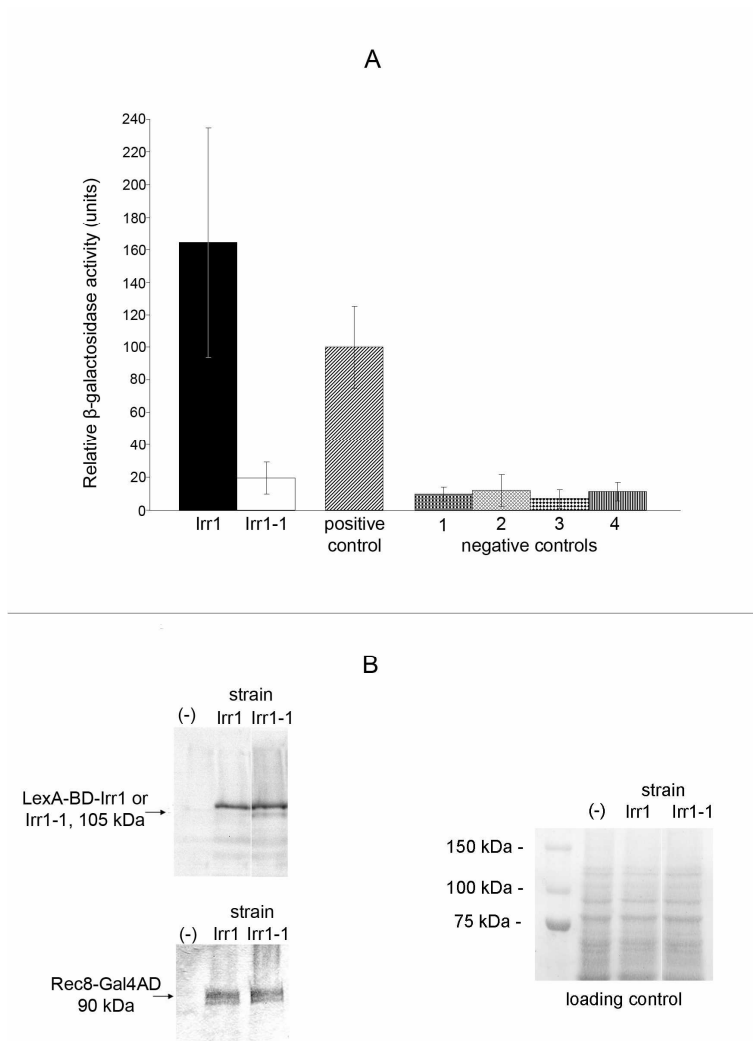 A
Relative β-galactosidase activity (units)
240
220
200
180
160
140
120
100
80
60
40
20
0
Irr1 Irr1-1 positive control
1 2 3 4
negative controls
B
strain
(-) Irr1 Irr1-1
LexA-BD-Irr1 or
Irr1-1, 105 kDa
strain
(-) Irr1 Irr1-1
Rec8-Gal4AD
90 kDa
strain
(-) Irr1 Irr1-1
150 kDa -
100 kDa -
75 kDa -
loading control